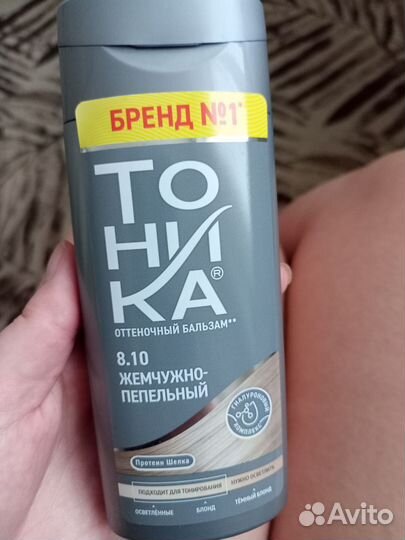 БРЕНД №1*
ТО
НИ
КА®
ОТТЕНОЧНЫЙ БАЛЬЗАМ**
8.10
ЖЕМЧУЖНО-
ПЕПЕЛЬНЫЙ
ГИАЛУРОНОВЫЙ
КОМПЛЕКС
Протеин Шелка
ПОДХОДИТ ДЛЯ ТОНИРОВАНИЯ
НУЖНО ОСВЕТЛИТЬ
ОСВЕТЛЁННЫЕ БЛОНД ТЁМНЫЙ БЛОНД
Avito